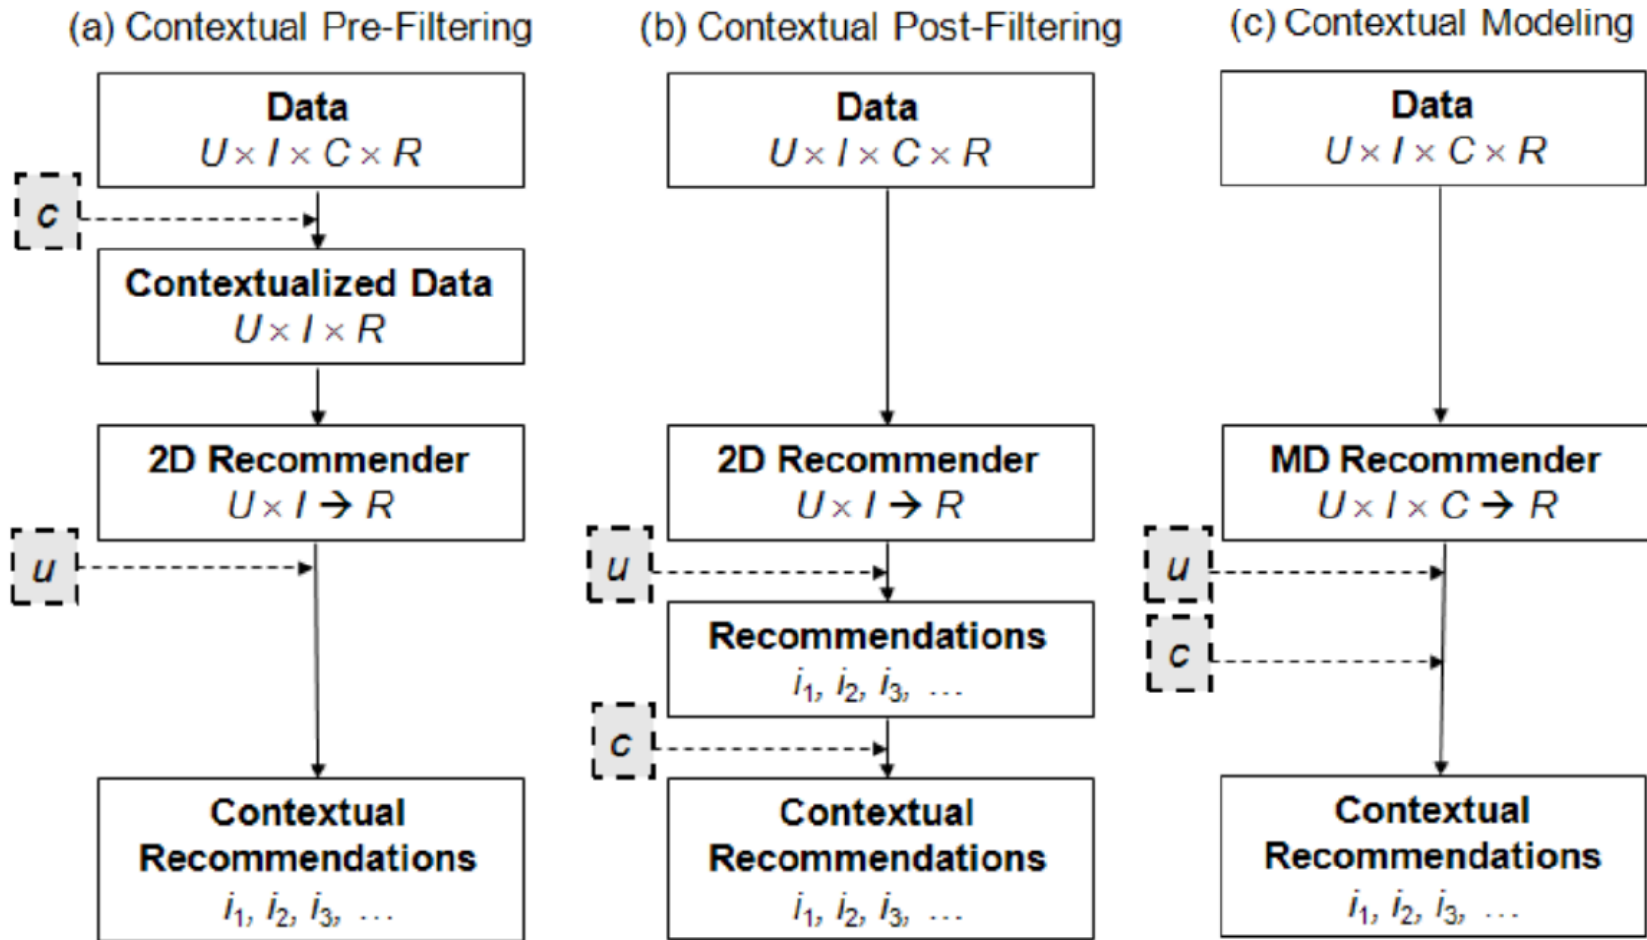 (a) Contextual Pre-Filtering
Data
U × I × C × R
c
Contextualized Data
U × I × R
2D Recommender
U × I → R
u
Contextual
Recommendations
i₁, i₂, i₃, …
(b) Contextual Post-Filtering
Data
U × I × C × R
2D Recommender
U × I → R
u
Recommendations
i₁, i₂, i₃, …
c
Contextual
Recommendations
i₁, i₂, i₃, …
(c) Contextual Modeling
Data
U × I × C × R
MD Recommender
U × I × C → R
u
c
Contextual
Recommendations
i₁, i₂, i₃, …